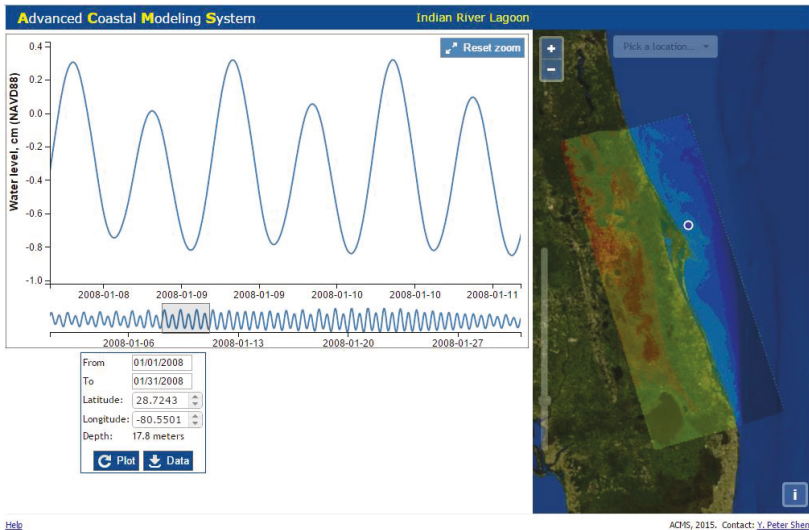 Advanced Coastal Modeling System
Indian River Lagoon
Reset zoom
Pick a location...
+
−
Water level, cm (NAVD88)
0.4
0.2
0.0
-0.2
-0.4
-0.6
-0.8
-1.0
2008-01-08 2008-01-09 2008-01-09 2008-01-10 2008-01-10 2008-01-11
2008-01-06 2008-01-13 2008-01-20 2008-01-27
From 01/01/2008
To 01/31/2008
Latitude: 28.7243
Longitude: -80.5501
Depth: 17.8 meters
Plot Data
i
Help
ACMS, 2015. Contact: Y. Peter Shen